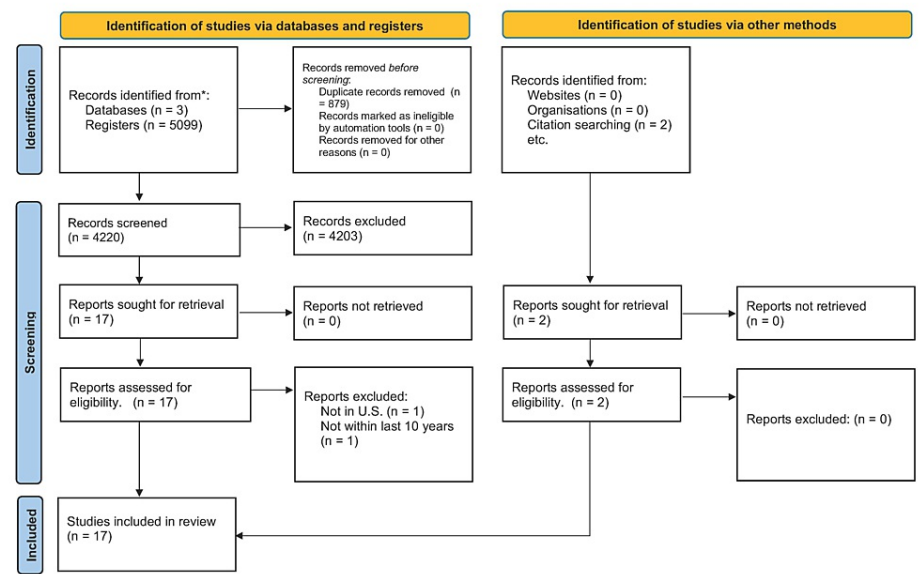 Identification of studies via databases and registers
Identification of studies via other methods
Identification
Records identified from*:
Databases (n = 3)
Registers (n = 5099)
Records removed before
screening:
Duplicate records removed (n
= 879)
Records marked as ineligible
by automation tools (n = 0)
Records removed for other
reasons (n = 0)
Records identified from:
Websites (n = 0)
Organisations (n = 0)
Citation searching (n = 2)
etc.
Screening
Records screened
(n = 4220)
Records excluded
(n = 4203)
Reports sought for retrieval
(n = 17)
Reports not retrieved
(n = 0)
Reports sought for retrieval
(n = 2)
Reports not retrieved
(n = 0)
Reports assessed for
eligibility. (n = 17)
Reports excluded:
Not in U.S. (n = 1)
Not within last 10 years
(n = 1)
Reports assessed for
eligibility. (n = 2)
Reports excluded: (n = 0)
Included
Studies included in review
(n = 17)